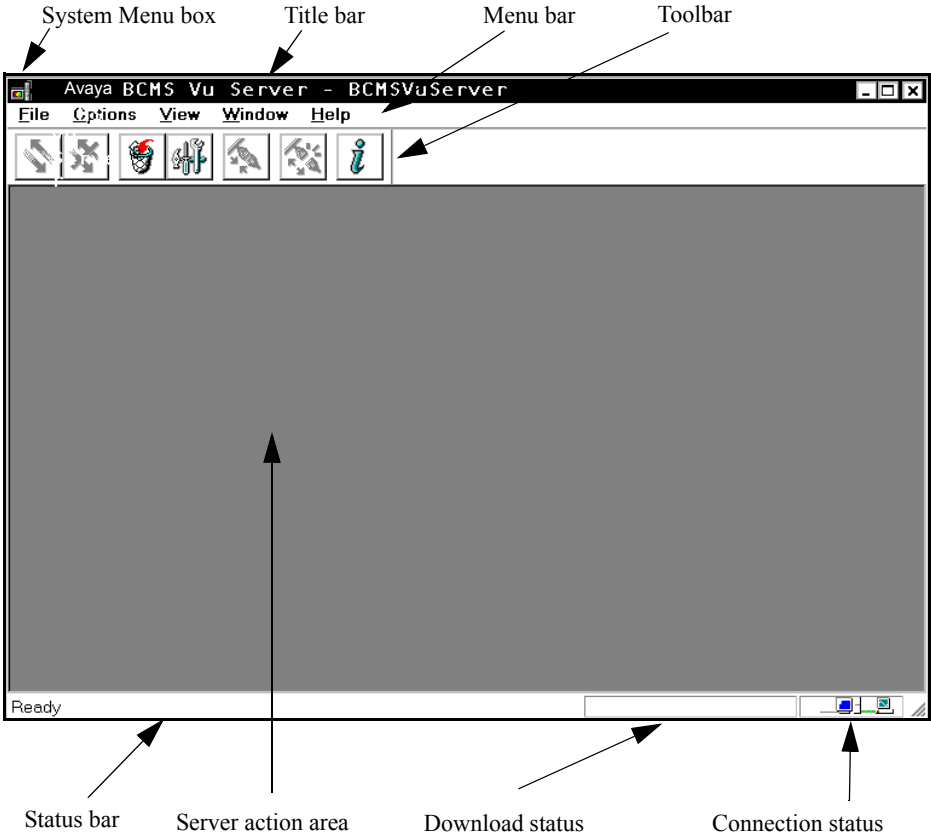 System Menu box Title bar Menu bar Toolbar
Avaya BCMS Vu Server - BCMSVuServer
File Options View Window Help
Ready
Status bar Server action area Download status Connection status